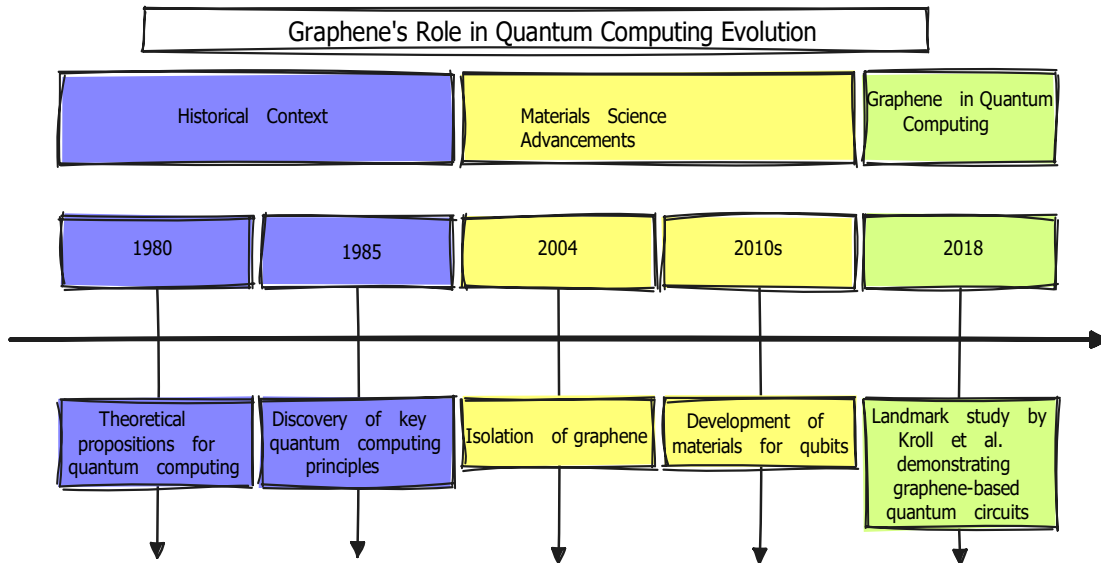 Graphene's Role in Quantum Computing Evolution
Historical Context
Materials Science
Advancements
Graphene in Quantum
Computing
1980
1985
2004
2010s
2018
Theoretical
propositions for
quantum computing
Discovery of key
quantum computing
principles
Isolation of graphene
Development of
materials for qubits
Landmark study by
Kroll et al.
demonstrating
graphene-based
quantum circuits